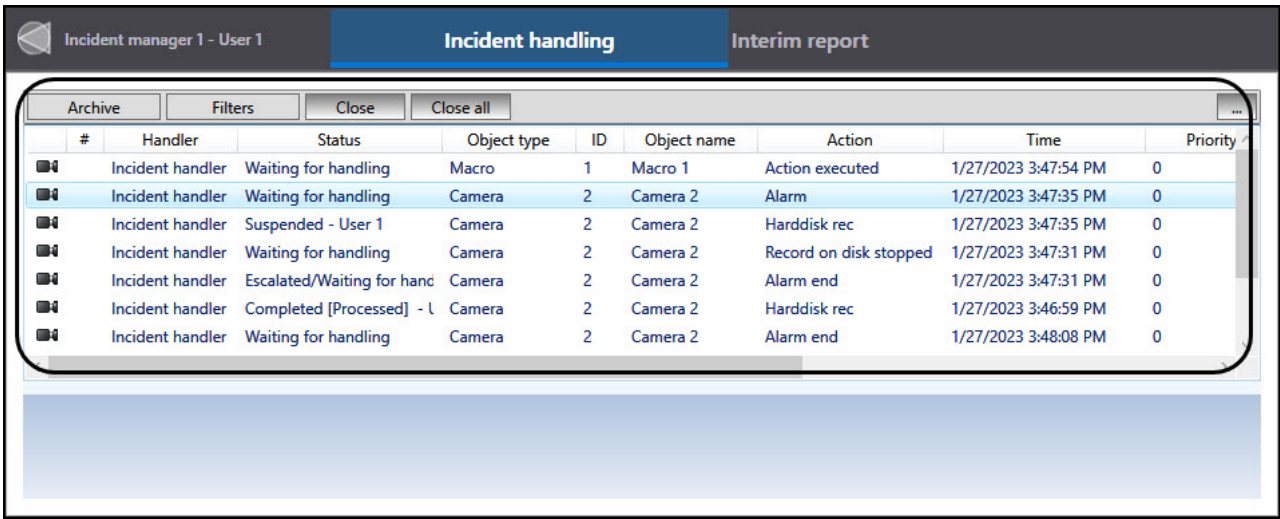 Incident manager 1 - User 1 Incident handling Interim report
Archive Filters Close Close all ...
# Handler Status Object type ID Object name Action Time Priority
Incident handler Waiting for handling Macro 1 Macro 1 Action executed 1/27/2023 3:47:54 PM 0
Incident handler Waiting for handling Camera 2 Camera 2 Alarm 1/27/2023 3:47:35 PM 0
Incident handler Suspended - User 1 Camera 2 Camera 2 Harddisk rec 1/27/2023 3:47:35 PM 0
Incident handler Waiting for handling Camera 2 Camera 2 Record on disk stopped 1/27/2023 3:47:31 PM 0
Incident handler Escalated/Waiting for hand Camera 2 Camera 2 Alarm end 1/27/2023 3:47:31 PM 0
Incident handler Completed [Processed] - Camera 2 Camera 2 Harddisk rec 1/27/2023 3:46:59 PM 0
Incident handler Waiting for handling Camera 2 Camera 2 Alarm end 1/27/2023 3:48:08 PM 0